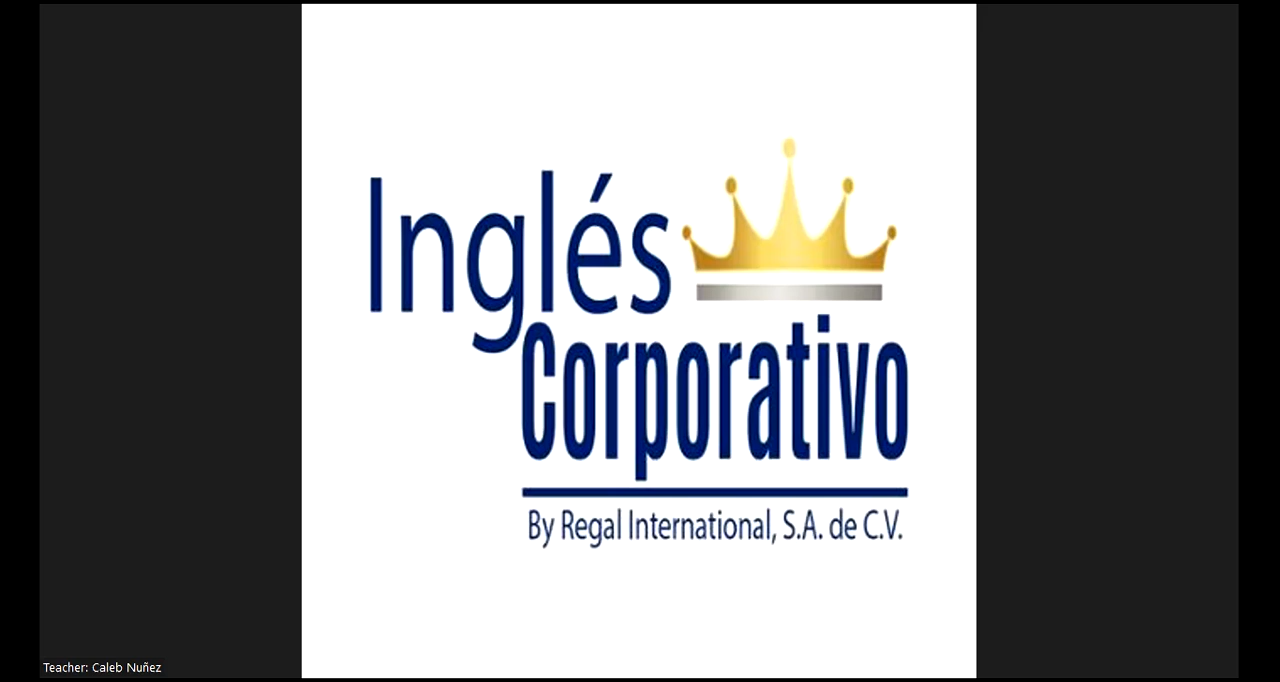 Inglés
Corporativo
By Regal International, S.A. de C.V.
Teacher: Caleb Nuñez